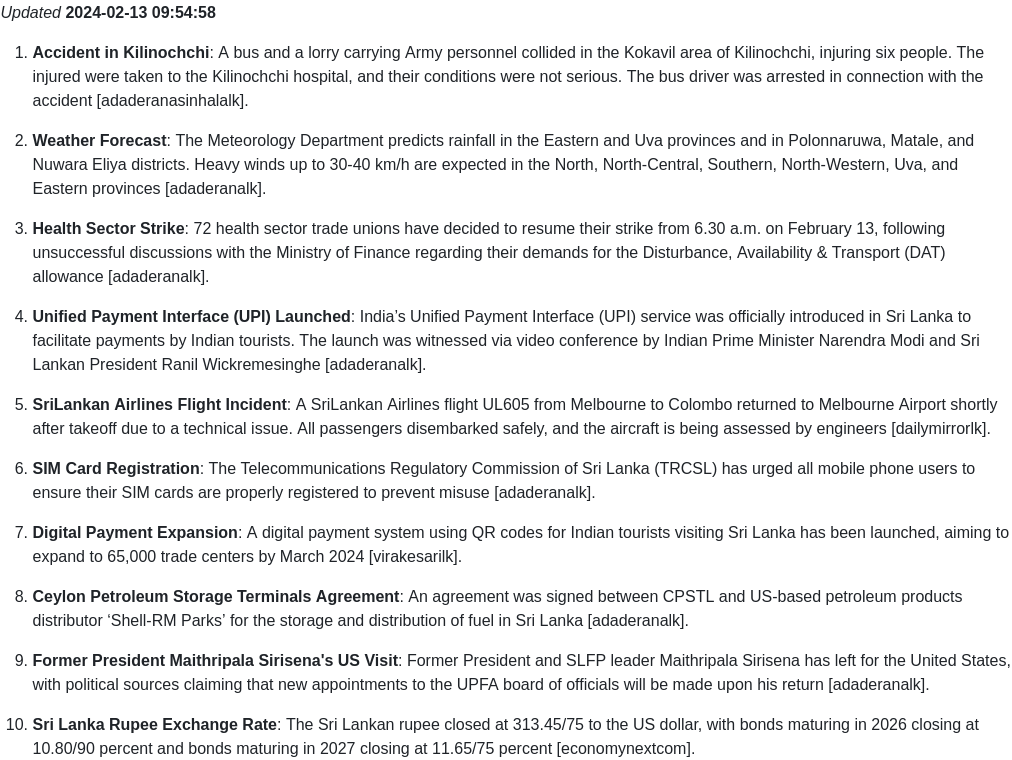 Updated 2024-02-13 09:54:58
1. Accident in Kilinochchi: A bus and a lorry carrying Army personnel collided in the Kokavil area of Kilinochchi, injuring six people. The
injured were taken to the Kilinochchi hospital, and their conditions were not serious. The bus driver was arrested in connection with the
accident [adaderanasinhalalk].
2. Weather Forecast: The Meteorology Department predicts rainfall in the Eastern and Uva provinces and in Polonnaruwa, Matale, and
Nuwara Eliya districts. Heavy winds up to 30-40 km/h are expected in the North, North-Central, Southern, North-Western, Uva, and
Eastern provinces [adaderanalk].
3. Health Sector Strike: 72 health sector trade unions have decided to resume their strike from 6.30 a.m. on February 13, following
unsuccessful discussions with the Ministry of Finance regarding their demands for the Disturbance, Availability & Transport (DAT)
allowance [adaderanalk].
4. Unified Payment Interface (UPI) Launched: India’s Unified Payment Interface (UPI) service was officially introduced in Sri Lanka to
facilitate payments by Indian tourists. The launch was witnessed via video conference by Indian Prime Minister Narendra Modi and Sri
Lankan President Ranil Wickremesinghe [adaderanalk].
5. SriLankan Airlines Flight Incident: A SriLankan Airlines flight UL605 from Melbourne to Colombo returned to Melbourne Airport shortly
after takeoff due to a technical issue. All passengers disembarked safely, and the aircraft is being assessed by engineers [dailymirrorlk].
6. SIM Card Registration: The Telecommunications Regulatory Commission of Sri Lanka (TRCSL) has urged all mobile phone users to
ensure their SIM cards are properly registered to prevent misuse [adaderanalk].
7. Digital Payment Expansion: A digital payment system using QR codes for Indian tourists visiting Sri Lanka has been launched, aiming to
expand to 65,000 trade centers by March 2024 [virakesarilk].
8. Ceylon Petroleum Storage Terminals Agreement: An agreement was signed between CPSTL and US-based petroleum products
distributor ‘Shell-RM Parks’ for the storage and distribution of fuel in Sri Lanka [adaderanalk].
9. Former President Maithripala Sirisena's US Visit: Former President and SLFP leader Maithripala Sirisena has left for the United States,
with political sources claiming that new appointments to the UPFA board of officials will be made upon his return [adaderanalk].
10. Sri Lanka Rupee Exchange Rate: The Sri Lankan rupee closed at 313.45/75 to the US dollar, with bonds maturing in 2026 closing at
10.80/90 percent and bonds maturing in 2027 closing at 11.65/75 percent [economynextcom].